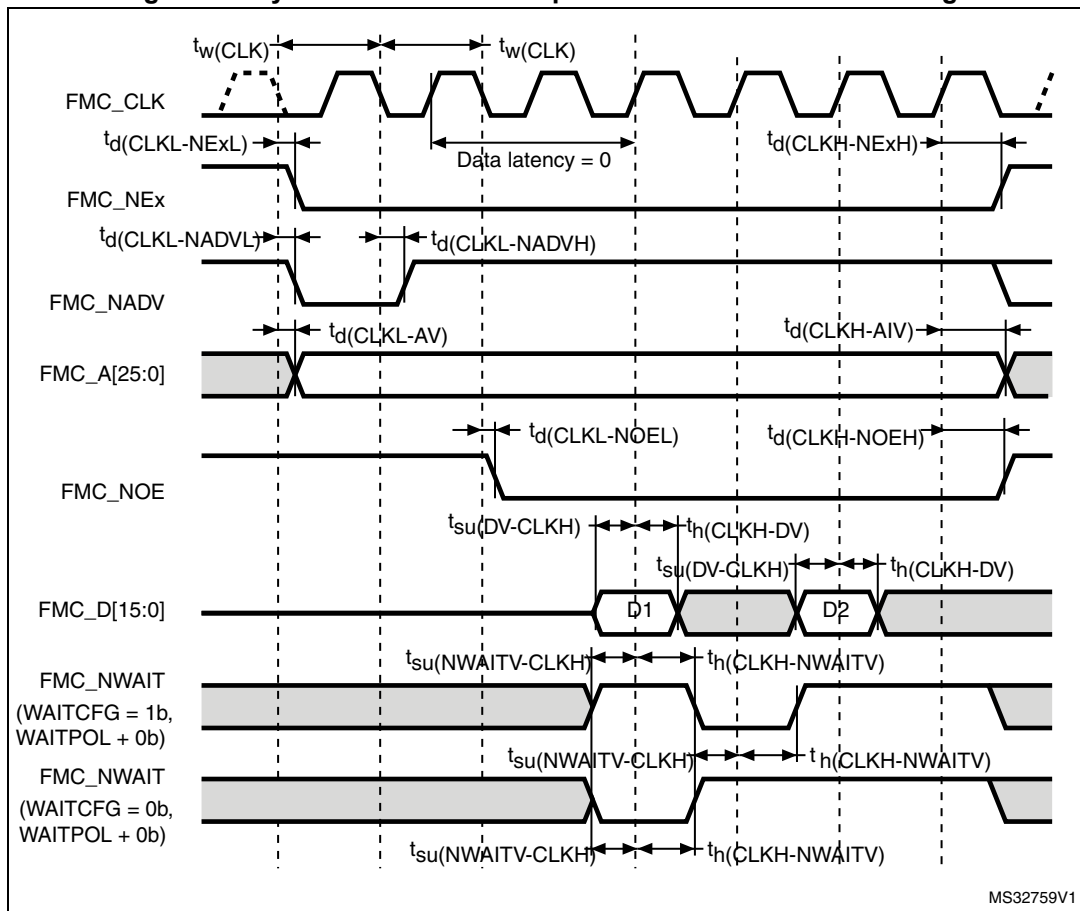 tw(CLK) tw(CLK)
FMC_CLK
td(CLKL-NExL) Data latency = 0 td(CLKH-NExH)
FMC_NEx
td(CLKL-NADVL) td(CLKL-NADVH)
FMC_NADV
td(CLKL-AV) td(CLKH-AIV)
FMC_A[25:0]
td(CLKL-NOEL) td(CLKH-NOEH)
FMC_NOE
tsu(DV-CLKH) th(CLKH-DV)
tsu(DV-CLKH) th(CLKH-DV)
FMC_D[15:0] D1 D2
tsu(NWAITV-CLKH) th(CLKH-NWAITV)
FMC_NWAIT
(WAITCFG = 1b,
WAITPOL + 0b)
tsu(NWAITV-CLKH) th(CLKH-NWAITV)
FMC_NWAIT
(WAITCFG = 0b,
WAITPOL + 0b)
tsu(NWAITV-CLKH) th(CLKH-NWAITV)
MS32759V1